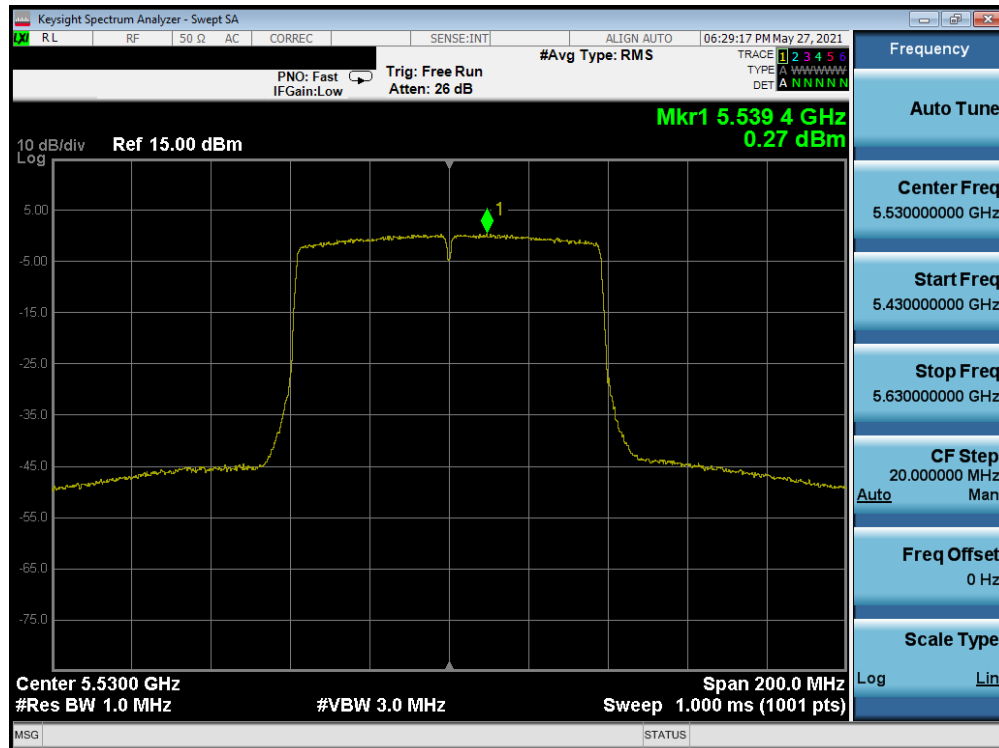 Keysight Spectrum Analyzer - Swept SA
LXI RL RF 50 Ω AC CORREC SENSE:INT ALIGN AUTO 06:29:17 PM May 27, 2021
Frequency
PNO: Fast
IFGain:Low
Trig: Free Run
Atten: 26 dB
#Avg Type: RMS
TRACE 1 2 3 4 5 6
TYPE A WWWWW
DET A N N N N N
Auto Tune
Mkr1 5.539 4 GHz
0.27 dBm
10 dB/div Ref 15.00 dBm
Log
1
5.00
-5.00
-15.0
-25.0
-35.0
-45.0
-55.0
-65.0
-75.0
Center Freq
5.530000000 GHz
Start Freq
5.430000000 GHz
Stop Freq
5.630000000 GHz
CF Step
20.000000 MHz
Auto Man
Freq Offset
0 Hz
Scale Type
Log Lin
Center 5.5300 GHz Span 200.0 MHz
#Res BW 1.0 MHz #VBW 3.0 MHz Sweep 1.000 ms (1001 pts)
MSG STATUS